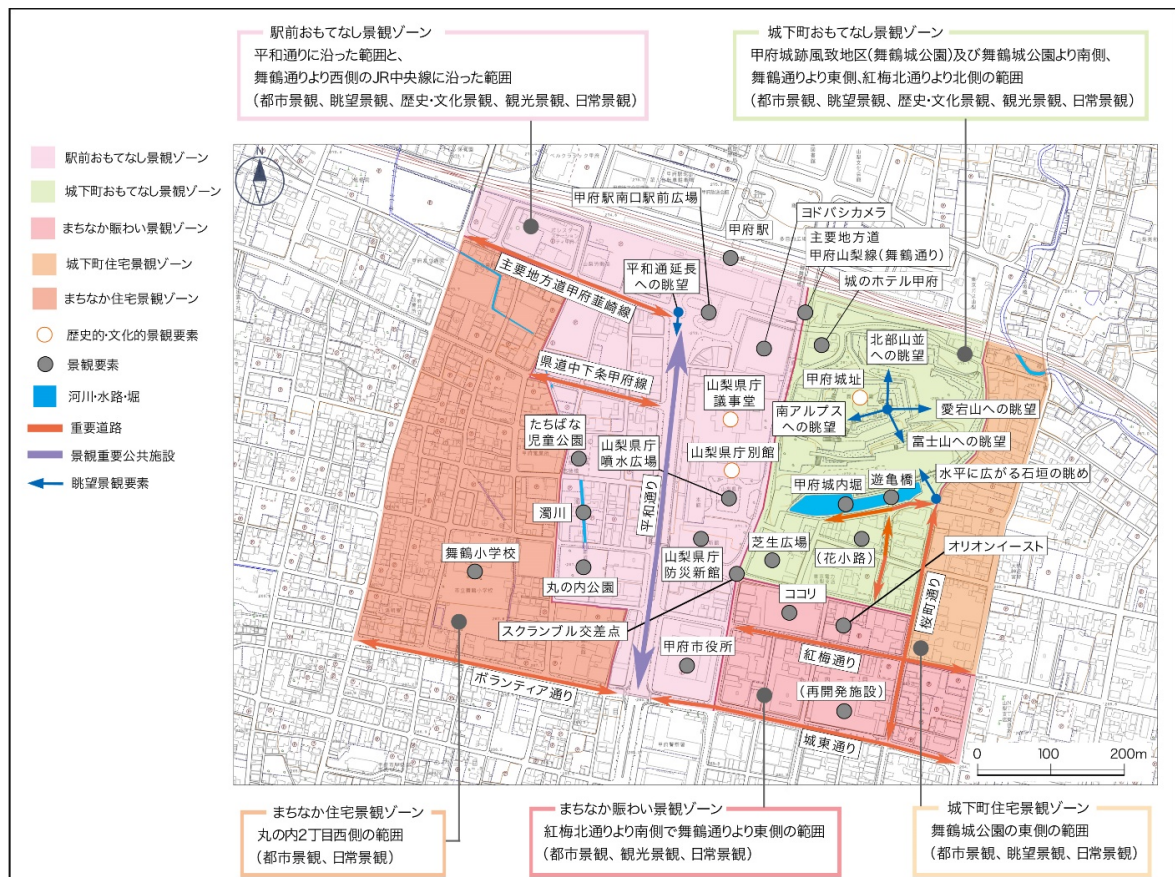 駅前おもてなし景観ゾーン
平和通りに沿った範囲と、
舞鶴通りより西側のJR中央線に沿った範囲
(都市景観、眺望景観、歴史・文化景観、観光景観、日常景観)
城下町おもてなし景観ゾーン
甲府城跡風致地区(舞鶴城公園)及び舞鶴城公園より南側、
舞鶴通りより東側、紅梅北通りより北側の範囲
(都市景観、眺望景観、歴史・文化景観、観光景観、日常景観)
駅前おもてなし景観ゾーン
城下町おもてなし景観ゾーン
まちなか賑わい景観ゾーン
城下町住宅景観ゾーン
まちなか住宅景観ゾーン
歴史的・文化的景観要素
景観要素
河川・水路・堀
重要道路
景観重要公共施設
眺望景観要素
N
甲府駅南口駅前広場
甲府駅
ヨドバシカメラ
主要地方道
甲府山梨線(舞鶴通り)
城のホテル甲府
平和通延長
への眺望
主要地方道甲府韮崎線
北部山並
への眺望
県道中下条甲府線
山梨県庁
議事堂
甲府城址
愛宕山への眺望
南アルプス
への眺望
富士山への眺望
たちばな
児童公園
山梨県庁
噴水広場
山梨県庁別館
水平に広がる石垣の眺め
甲府城内堀
遊亀橋
平和通り
濁川
舞鶴小学校
山梨県庁
防災新館
芝生広場
(花小路)
オリオンイースト
丸の内公園
ココリ
桜町通り
スクランブル交差点
甲府市役所
紅梅通り
ボランティア通り
(再開発施設)
城東通り
0 100 200m
まちなか住宅景観ゾーン
丸の内2丁目西側の範囲
(都市景観、日常景観)
まちなか賑わい景観ゾーン
紅梅北通りより南側で舞鶴通りより東側の範囲
(都市景観、観光景観、日常景観)
城下町住宅景観ゾーン
舞鶴城公園の東側の範囲
(都市景観、眺望景観、日常景観)